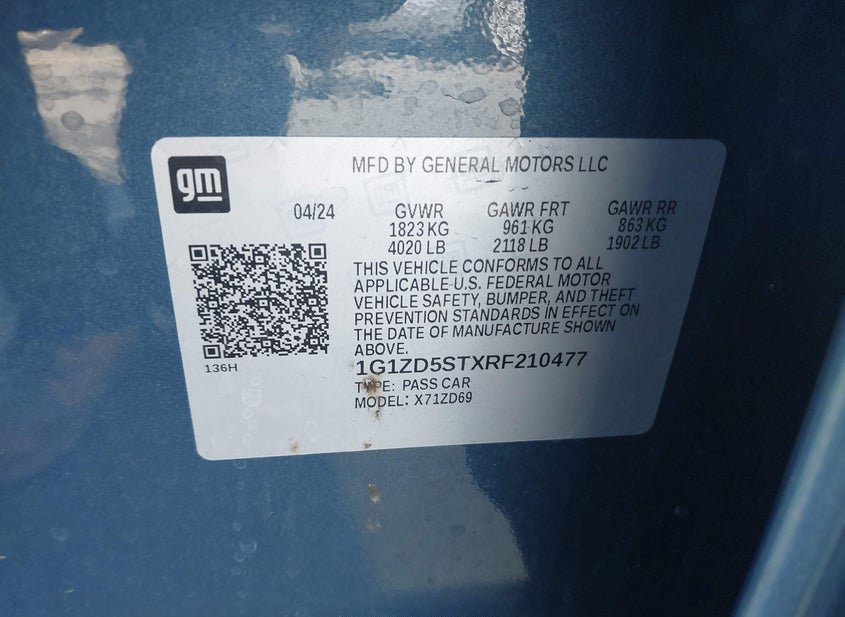 gm
MFD BY GENERAL MOTORS LLC
04/24 GVWR GAWR FRT GAWR RR
1823 KG 961 KG 863 KG
4020 LB 2118 LB 1902 LB
THIS VEHICLE CONFORMS TO ALL
APPLICABLE U.S. FEDERAL MOTOR
VEHICLE SAFETY, BUMPER, AND THEFT
PREVENTION STANDARDS IN EFFECT ON
THE DATE OF MANUFACTURE SHOWN
ABOVE.
136H
1G1ZD5STXRF210477
TYPE: PASS CAR
MODEL: X71ZD69